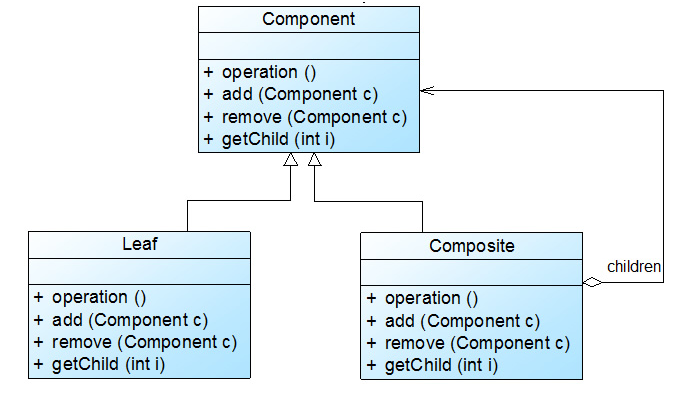 Component
+ operation ()
+ add (Component c)
+ remove (Component c)
+ getChild (int i)
Leaf
+ operation ()
+ add (Component c)
+ remove (Component c)
+ getChild (int i)
Composite
+ operation ()
+ add (Component c)
+ remove (Component c)
+ getChild (int i)
children